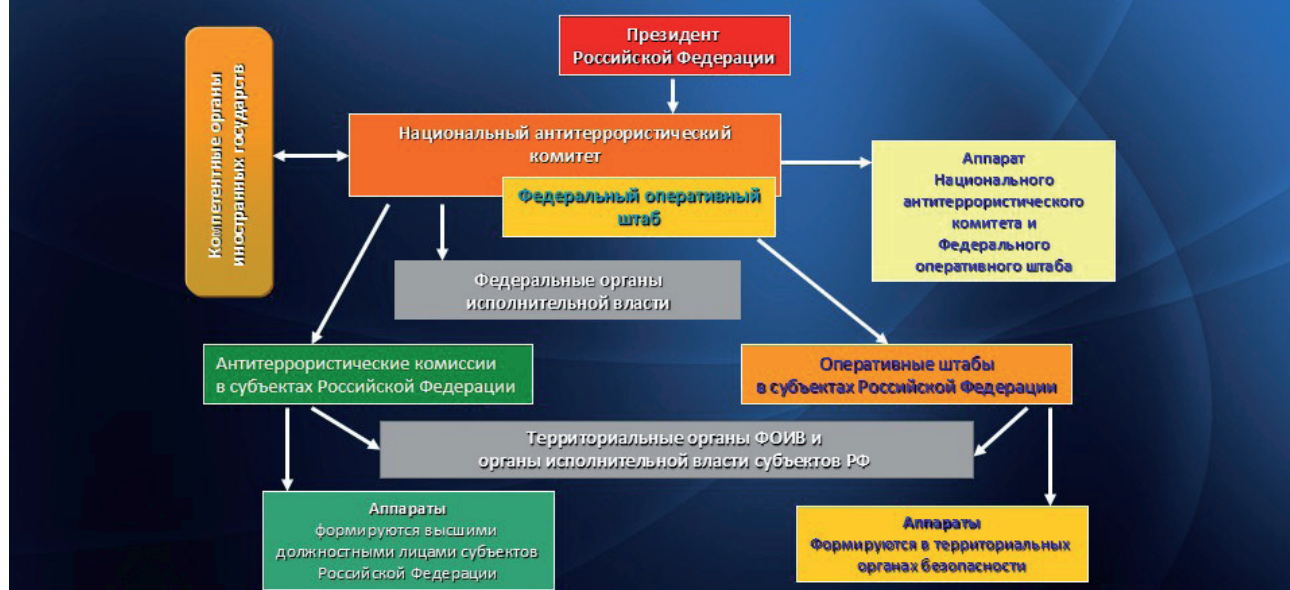 Президент
Российской Федерации
Компетентные органы
иностранных государств
Национальный антитеррористический
комитет
Федеральный оперативный
штаб
Аппарат
Национального
антитеррористического
комитета и
Федерального
оперативного штаба
Федеральные органы
исполнительной власти
Антитеррористические комиссии
в субъектах Российской Федерации
Оперативные штабы
в субъектах Российской Федерации
Территориальные органы ФОИВ и
органы исполнительной власти субъектов РФ
Аппараты
формируются высшими
должностными лицами субъектов
Российской Федерации
Аппараты
Формируются в территориальных
органах безопасности